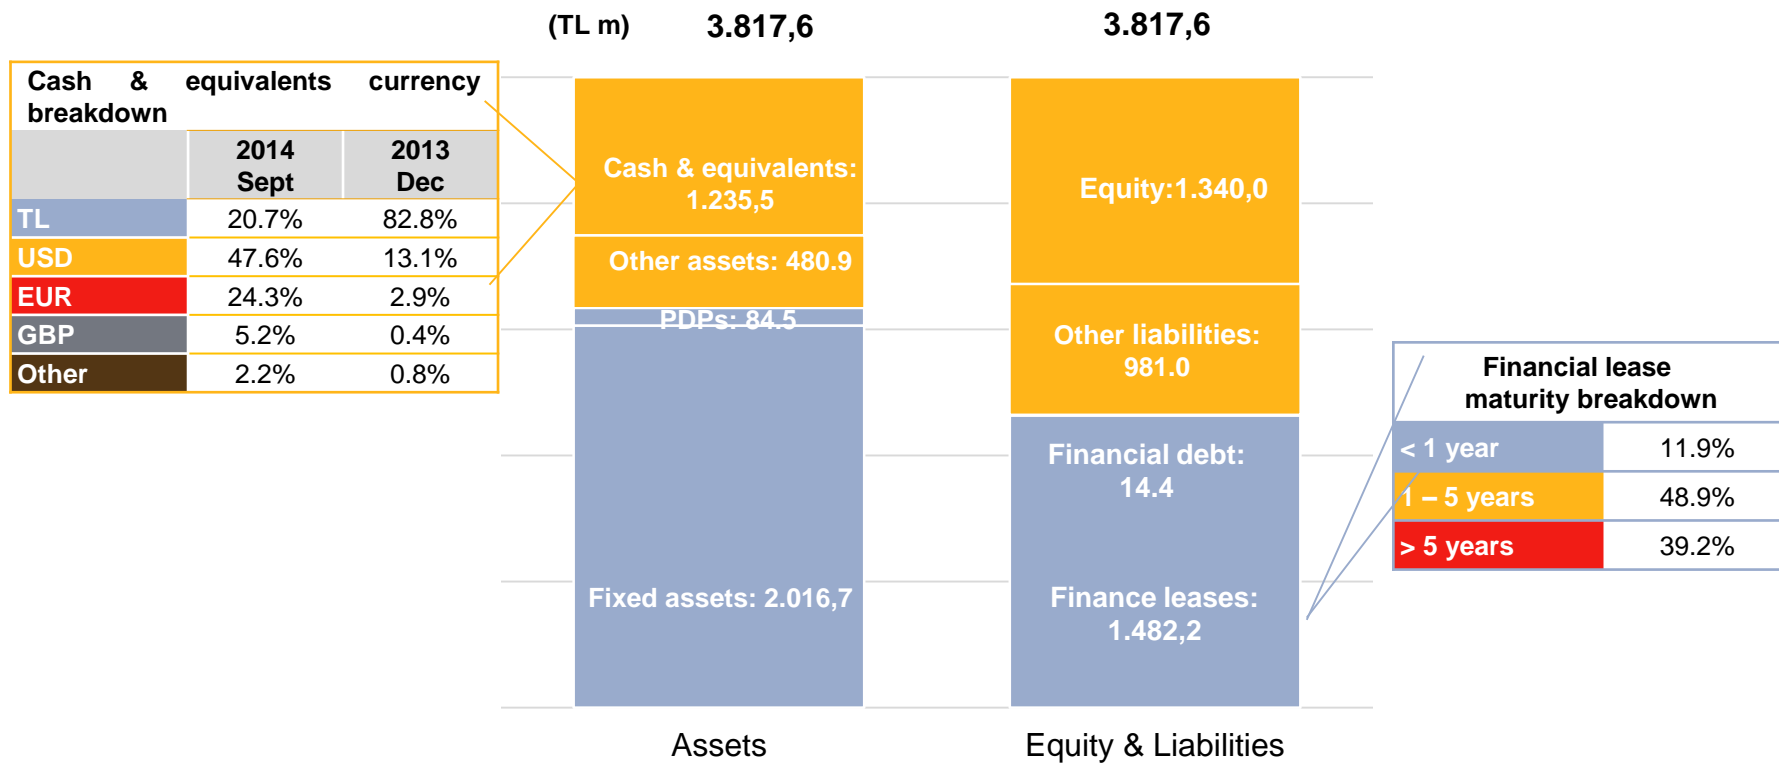 (TL m) 3.817,6 3.817,6
Cash & equivalents currency
breakdown
2014 2013
Sept Dec
TL 20.7% 82.8%
USD 47.6% 13.1%
EUR 24.3% 2.9%
GBP 5.2% 0.4%
Other 2.2% 0.8%
Cash & equivalents:
1.235,5
Other assets: 480.9
PDPs: 84.5
Fixed assets: 2.016,7
Assets
Equity:1.340,0
Other liabilities:
981.0
Financial debt:
14.4
Finance leases:
1.482,2
Equity & Liabilities
Financial lease
maturity breakdown
< 1 year 11.9%
1 – 5 years 48.9%
> 5 years 39.2%